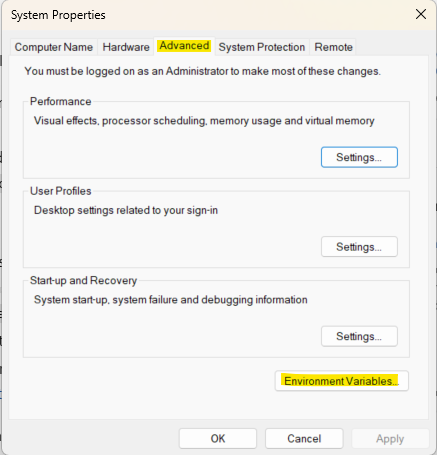 System Properties
Computer Name Hardware Advanced System Protection Remote
You must be logged on as an Administrator to make most of these changes.
Performance
Visual effects, processor scheduling, memory usage and virtual memory
Settings...
User Profiles
Desktop settings related to your sign-in
Settings...
Start-up and Recovery
System start-up, system failure and debugging information
Settings...
Environment Variables...
OK Cancel Apply